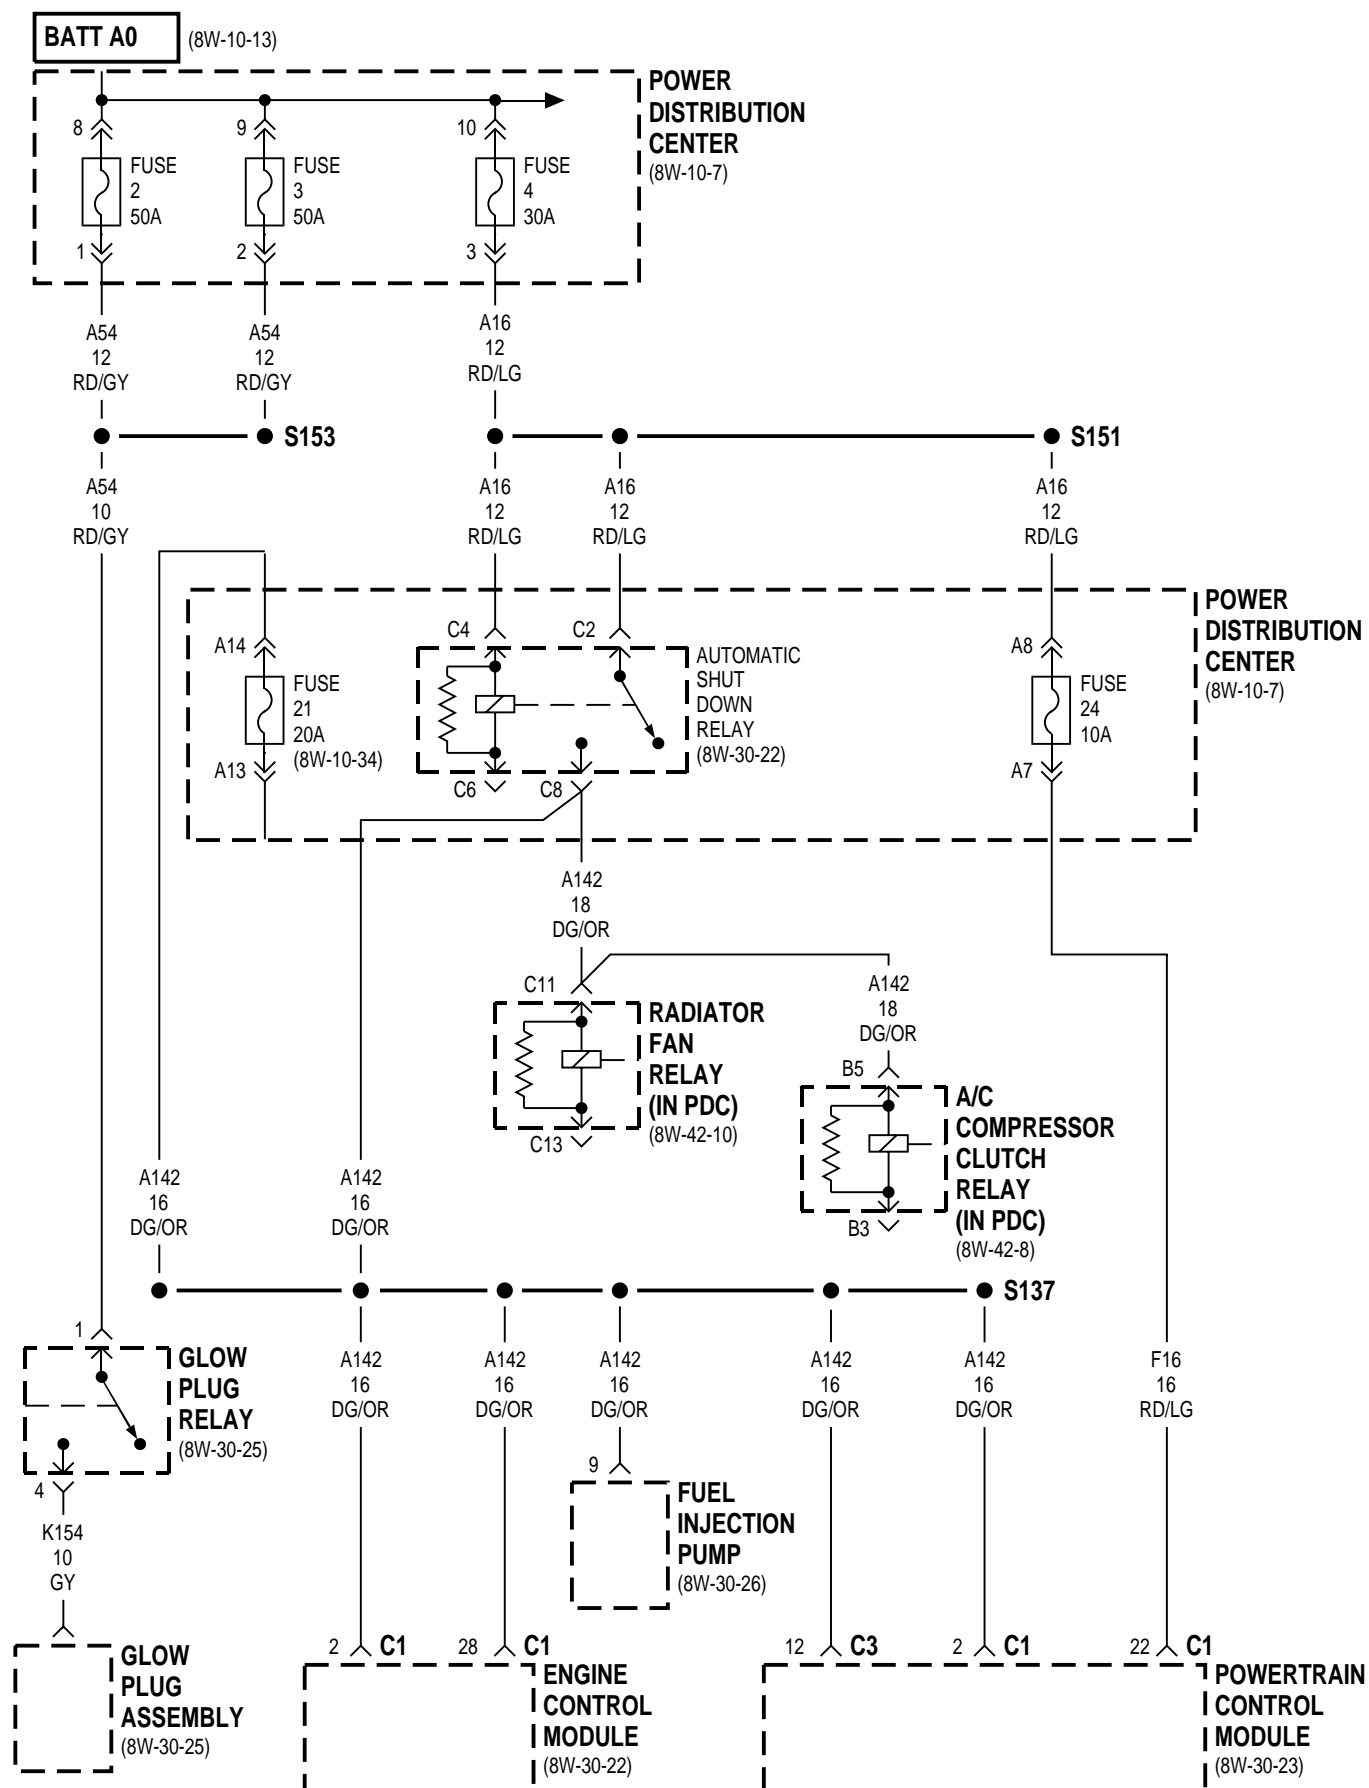 BATT A0 (8W-10-13)
POWER
DISTRIBUTION
CENTER
(8W-10-7)
8
9
10
FUSE
2
50A
FUSE
3
50A
FUSE
4
30A
1
2
3
A54
12
RD/GY
A54
12
RD/GY
A16
12
RD/LG
S153
S151
A54
10
RD/GY
A16
12
RD/LG
A16
12
RD/LG
A16
12
RD/LG
POWER
DISTRIBUTION
CENTER
(8W-10-7)
A14
FUSE
21
20A
(8W-10-34)
A13
C4
C2
AUTOMATIC
SHUT
DOWN
RELAY
(8W-30-22)
C6
C8
A8
FUSE
24
10A
A7
A142
18
DG/OR
C11
RADIATOR
FAN
RELAY
(IN PDC)
(8W-42-10)
C13
A142
18
DG/OR
B5
A/C
COMPRESSOR
CLUTCH
RELAY
(IN PDC)
(8W-42-8)
B3
A142
16
DG/OR
A142
16
DG/OR
S137
1
GLOW
PLUG
RELAY
(8W-30-25)
4
K154
10
GY
GLOW
PLUG
ASSEMBLY
(8W-30-25)
A142
16
DG/OR
A142
16
DG/OR
A142
16
DG/OR
A142
16
DG/OR
A142
16
DG/OR
F16
16
RD/LG
9
FUEL
INJECTION
PUMP
(8W-30-26)
2 C1
28 C1
ENGINE
CONTROL
MODULE
(8W-30-22)
12 C3
2 C1
22 C1
POWERTRAIN
CONTROL
MODULE
(8W-30-23)